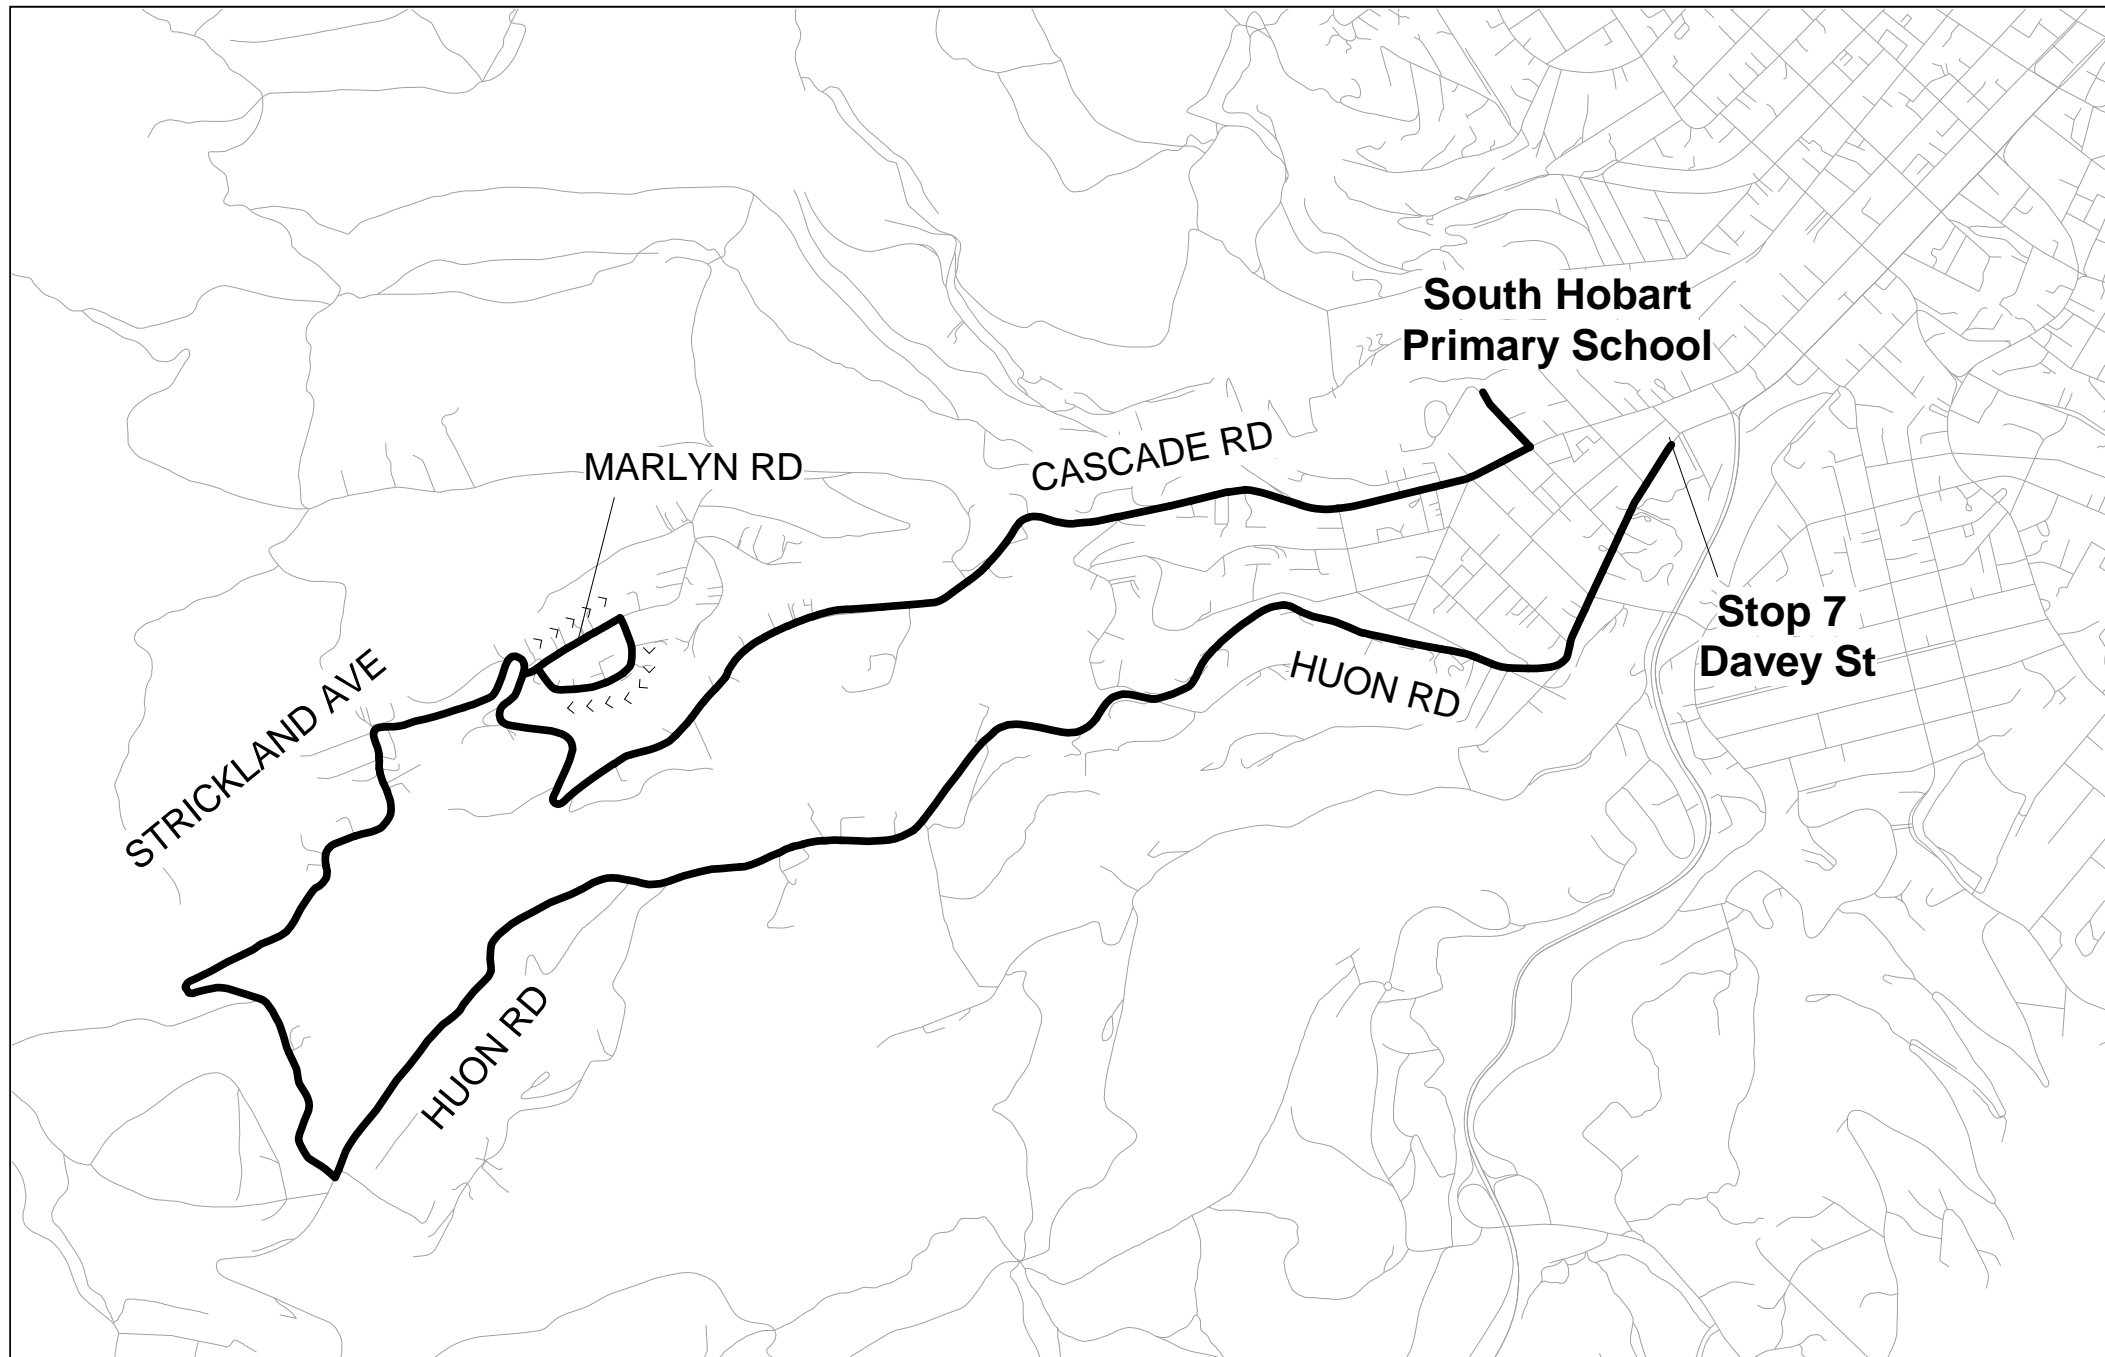 South Hobart
Primary School
CASCADE RD
MARLYN RD
Stop 7
Davey St
HUON RD
STRICKLAND AVE
HUON RD